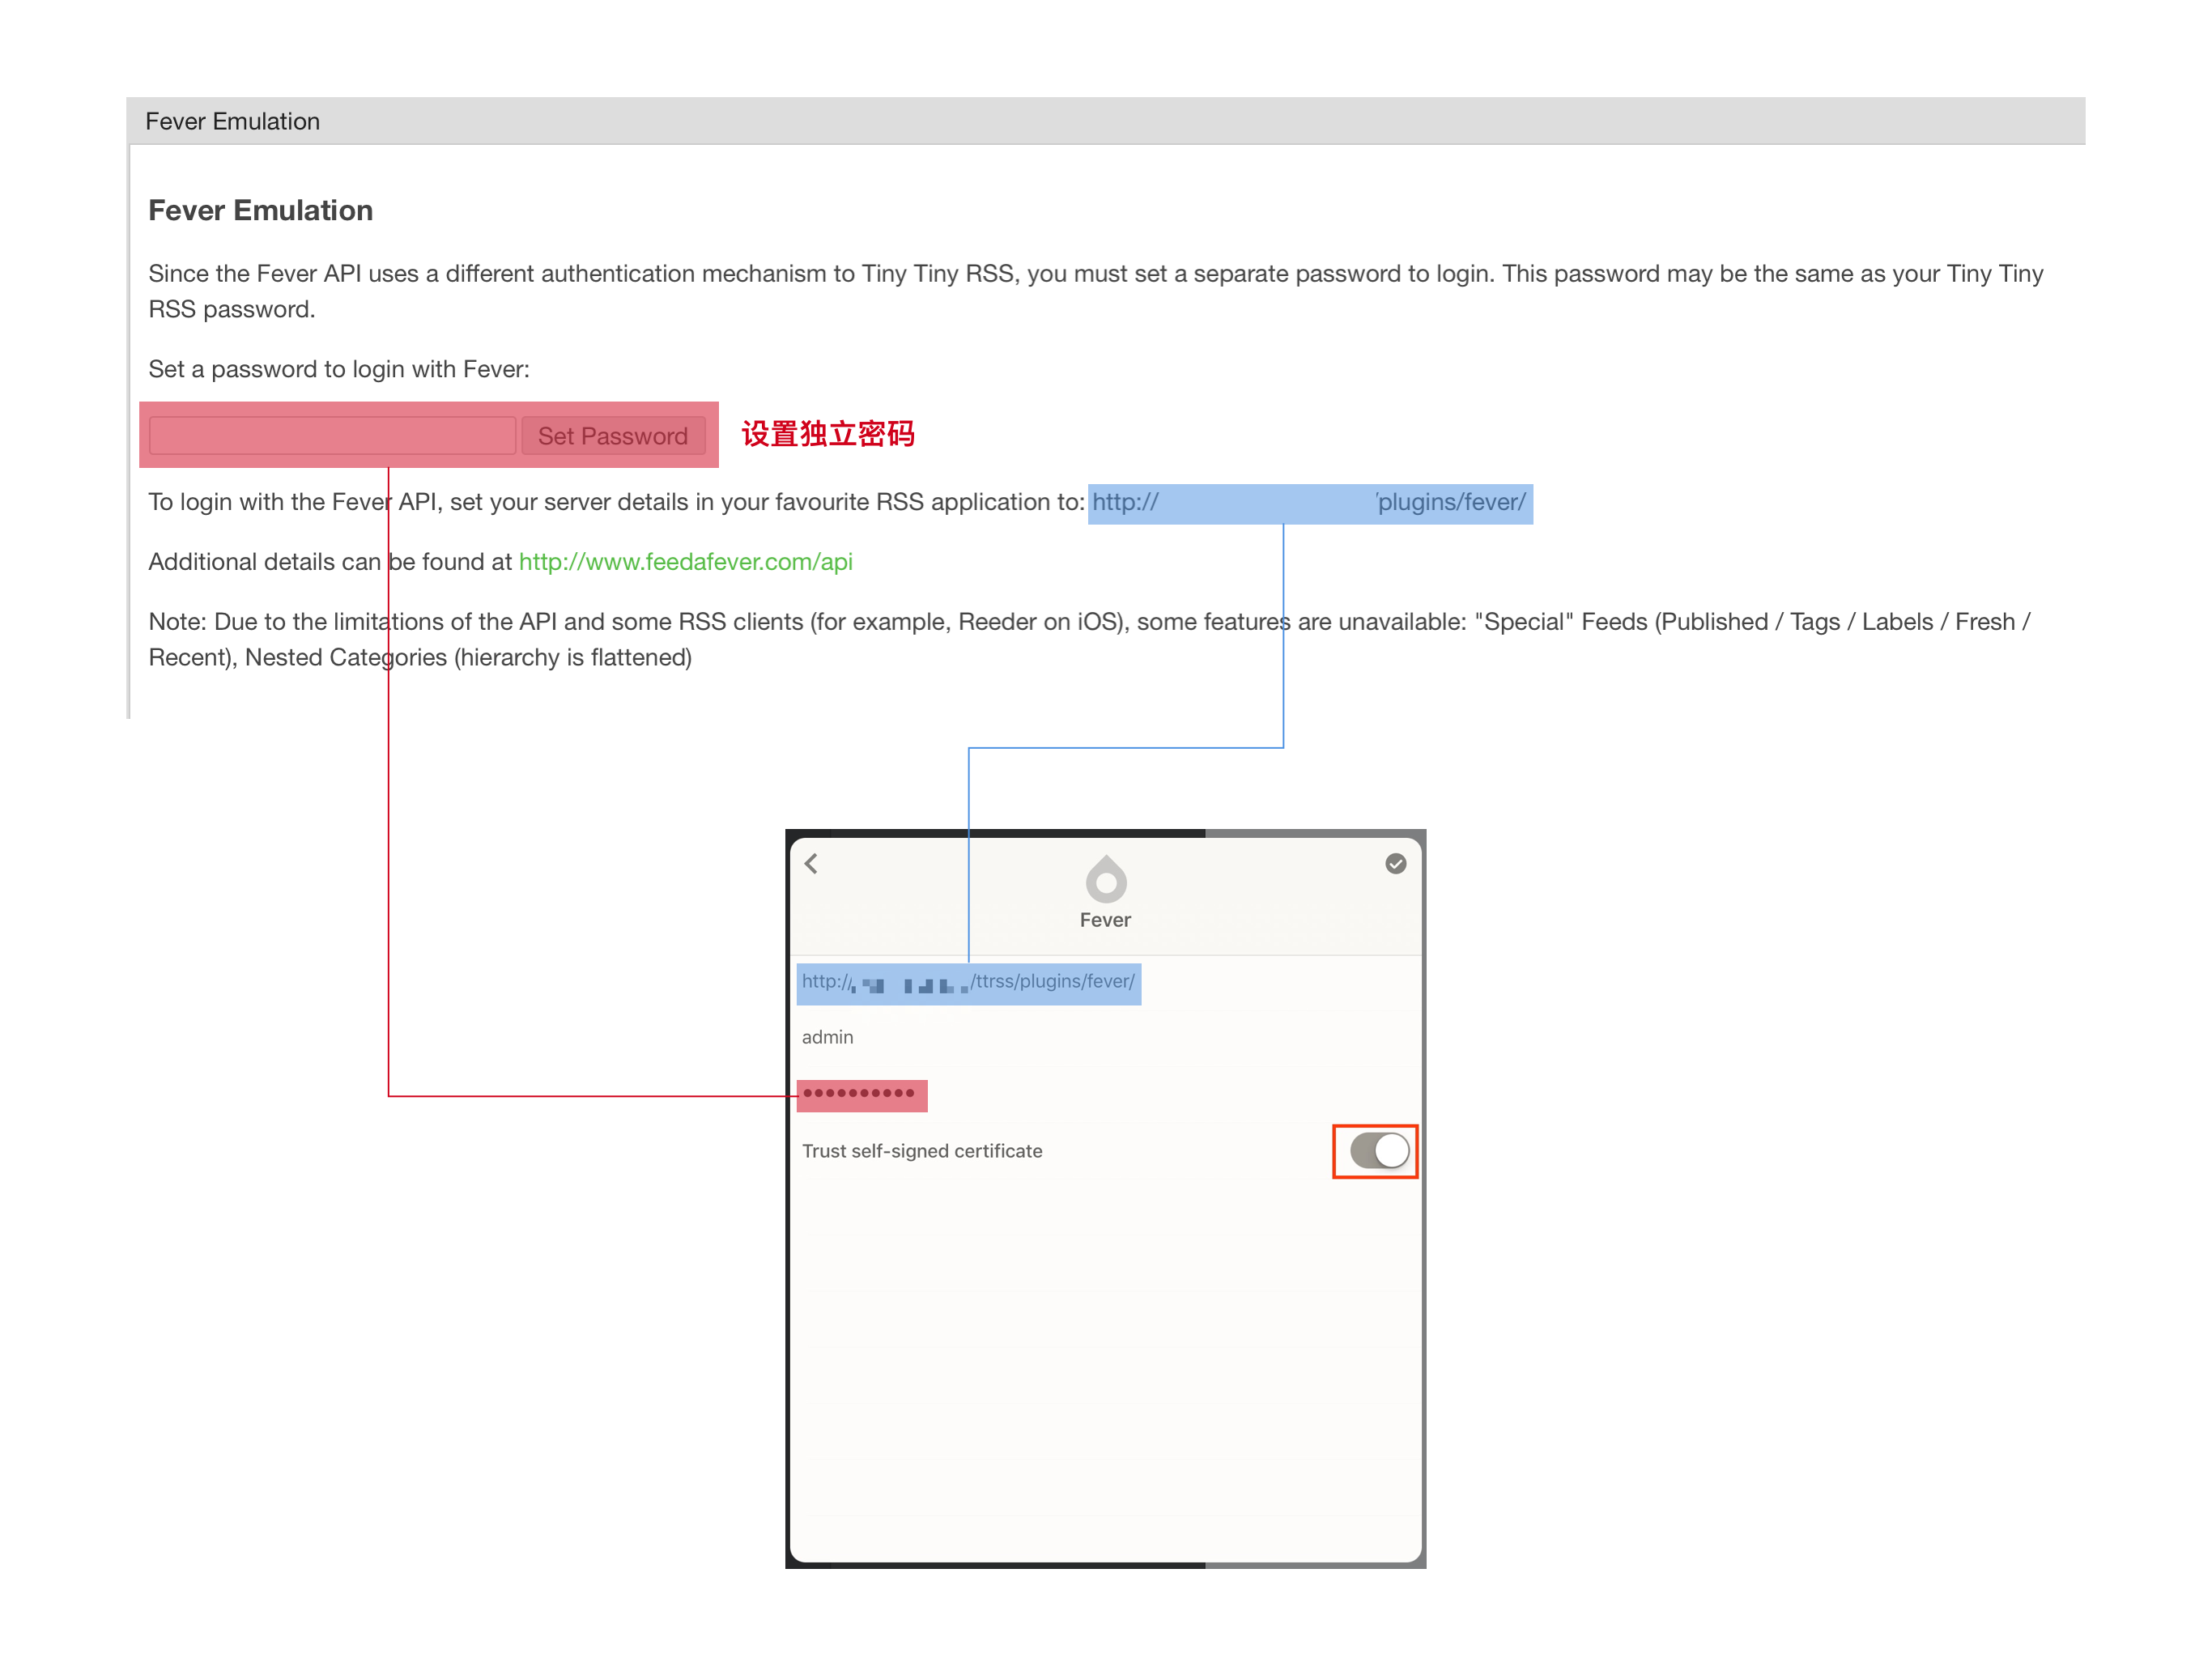 Fever Emulation
Fever Emulation
Since the Fever API uses a different authentication mechanism to Tiny Tiny RSS, you must set a separate password to login. This password may be the same as your Tiny Tiny
RSS password.
Set a password to login with Fever:
Set Password 设置独立密码
To login with the Fever API, set your server details in your favourite RSS application to: http:// /plugins/fever/
Additional details can be found at http://www.feedafever.com/api
Note: Due to the limitations of the API and some RSS clients (for example, Reeder on iOS), some features are unavailable: "Special" Feeds (Published / Tags / Labels / Fresh /
Recent), Nested Categories (hierarchy is flattened)
Fever
http:// /ttrss/plugins/fever/
admin
••••••••••
Trust self-signed certificate